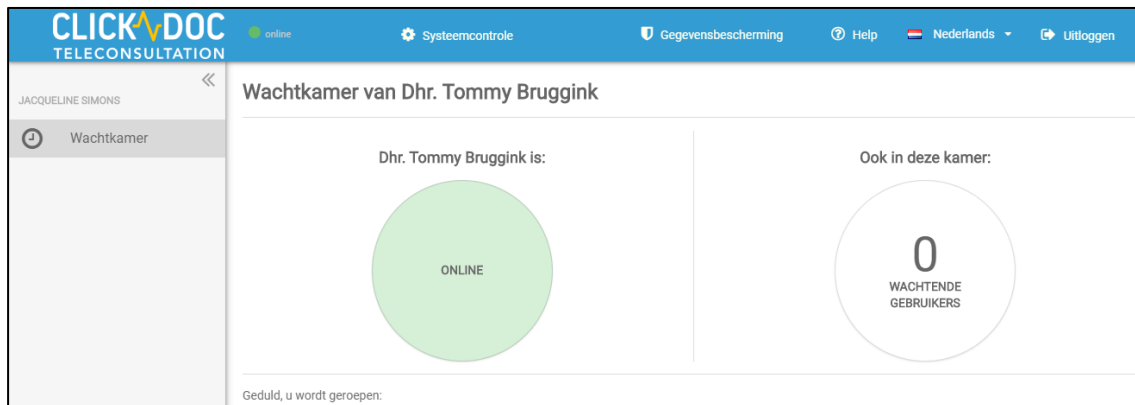 CLICK DOC
TELECONSULTATION
online
Systeemcontrole
Gegevensbescherming
Help
Nederlands
Uitloggen
JACQUELINE SIMONS
Wachtkamer
Wachtkamer van Dhr. Tommy Bruggink
Dhr. Tommy Bruggink is:
ONLINE
Ook in deze kamer:
0
WACHTENDE
GEBRUIKERS
Geduld, u wordt geroepen: